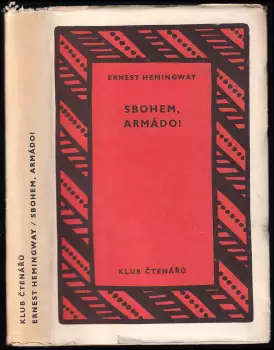 ERNEST HEMINGWAY
SBOHEM,
ARMÁDO!
KLUB ČTENÁŘŮ
KLUB ČTENÁŘŮ
ERNEST HEMINGWAY / SBOHEM, ARMÁDO!